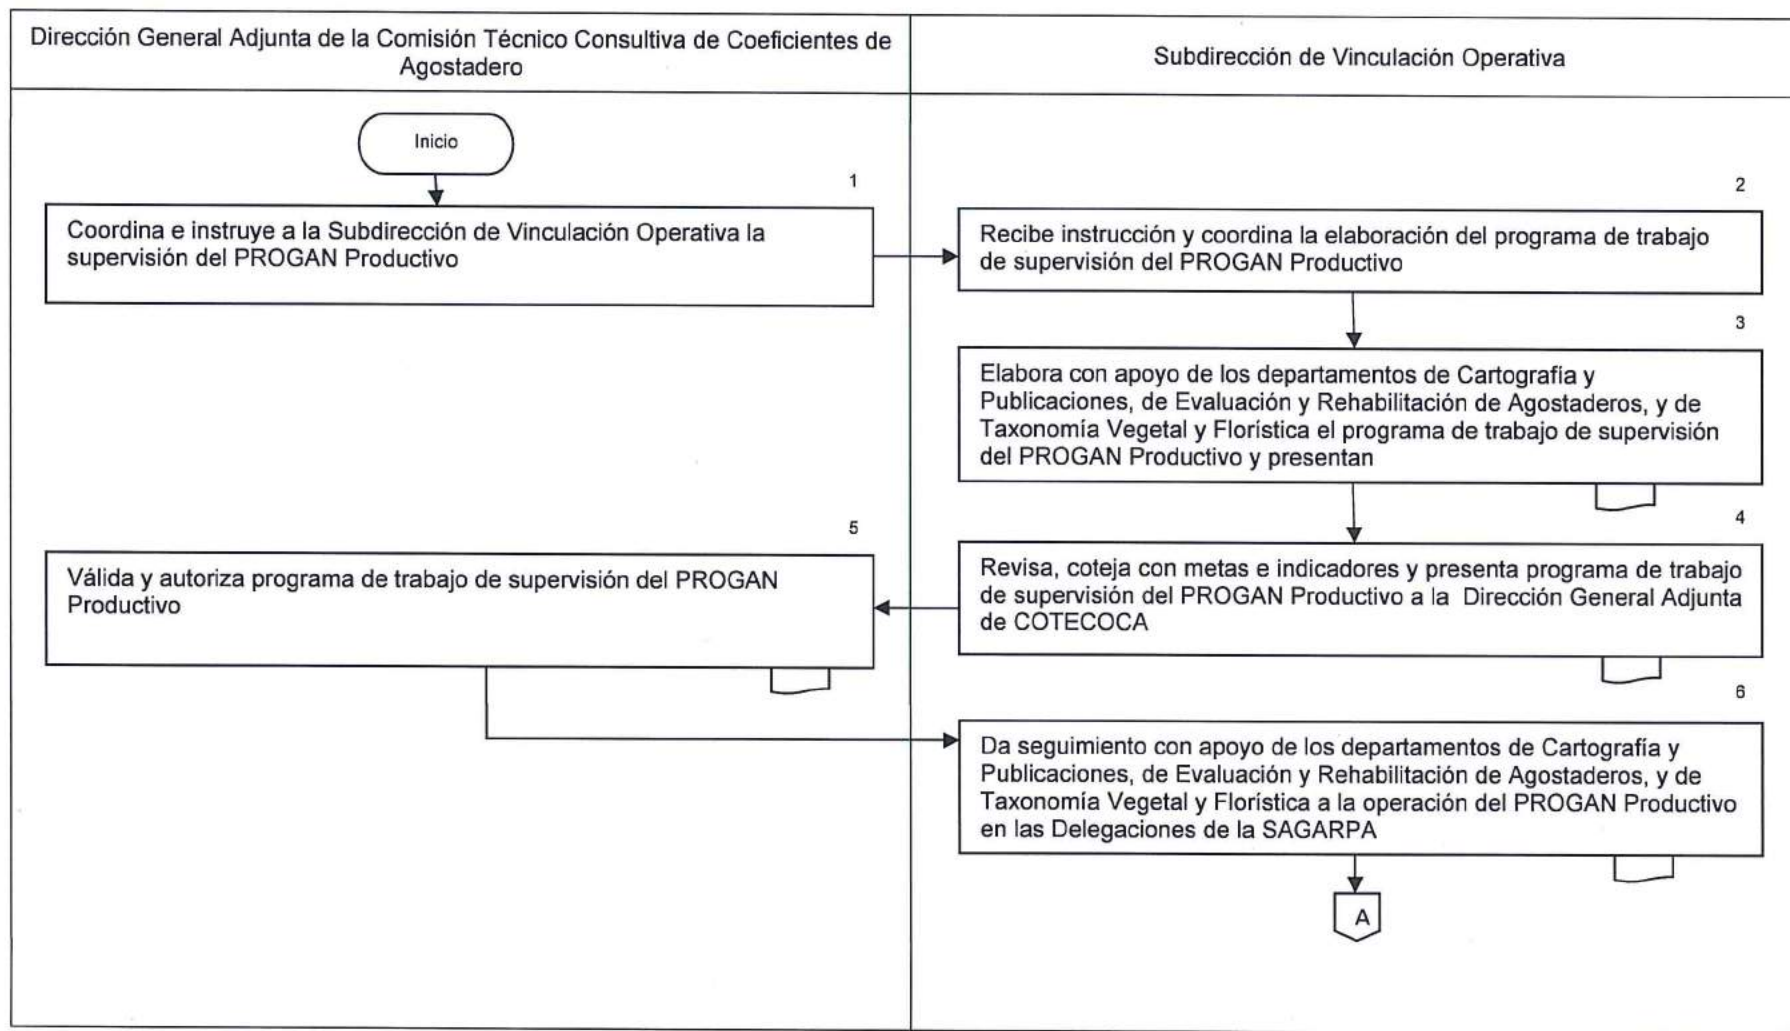 Dirección General Adjunta de la Comisión Técnico Consultiva de Coeficientes de
Agostadero
Subdirección de Vinculación Operativa
Inicio
1
Coordina e instruye a la Subdirección de Vinculación Operativa la
supervisión del PROGAN Productivo
2
Recibe instrucción y coordina la elaboración del programa de trabajo
de supervisión del PROGAN Productivo
3
Elabora con apoyo de los departamentos de Cartografía y
Publicaciones, de Evaluación y Rehabilitación de Agostaderos, y de
Taxonomía Vegetal y Florística el programa de trabajo de supervisión
del PROGAN Productivo y presentan
4
Revisa, coteja con metas e indicadores y presenta programa de trabajo
de supervisión del PROGAN Productivo a la Dirección General Adjunta
de COTECOCA
5
Válida y autoriza programa de trabajo de supervisión del PROGAN
Productivo
6
Da seguimiento con apoyo de los departamentos de Cartografía y
Publicaciones, de Evaluación y Rehabilitación de Agostaderos, y de
Taxonomía Vegetal y Florística a la operación del PROGAN Productivo
en las Delegaciones de la SAGARPA
A